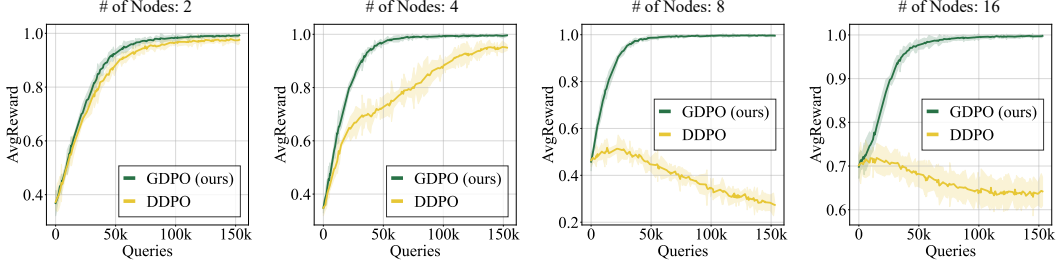 # of Nodes: 2
1.0
0.8
0.6
0.4
AvgReward
GDPO (ours)
DDPO
0 50k 100k 150k
Queries
# of Nodes: 4
1.0
0.8
0.6
0.4
AvgReward
GDPO (ours)
DDPO
0 50k 100k 150k
Queries
# of Nodes: 8
1.0
0.8
0.6
0.4
0.2
AvgReward
GDPO (ours)
DDPO
0 50k 100k 150k
Queries
# of Nodes: 16
1.0
0.9
0.8
0.7
0.6
AvgReward
GDPO (ours)
DDPO
0 50k 100k 150k
Queries